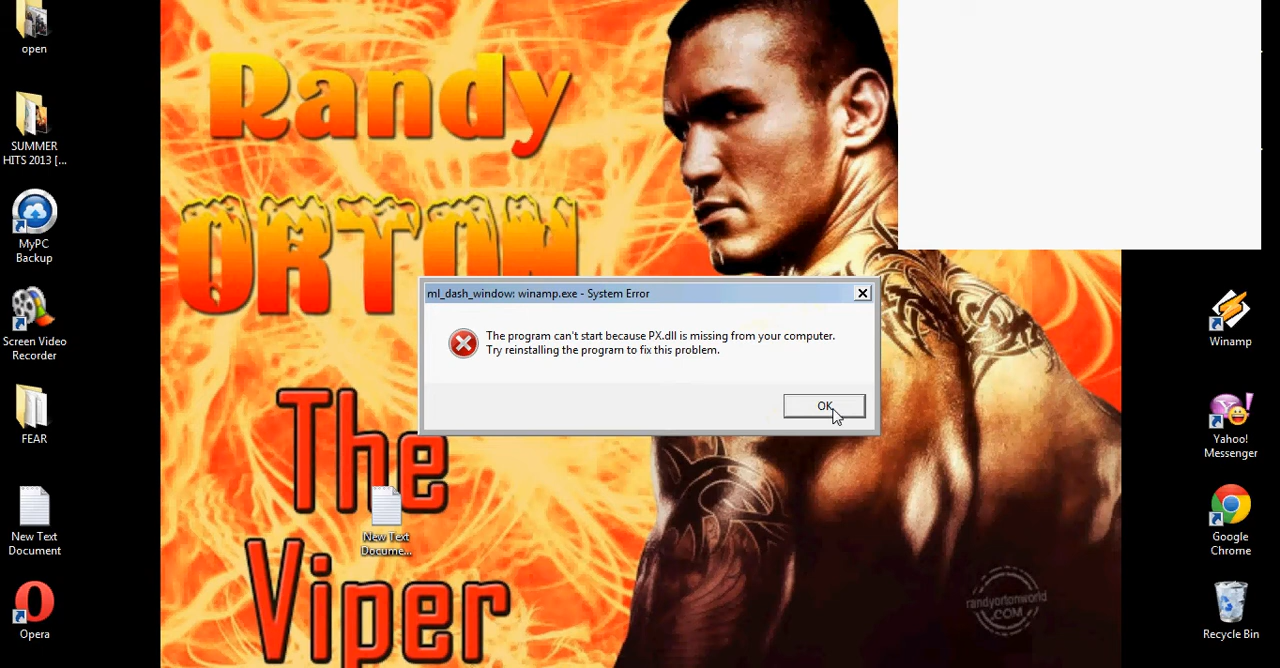 open
SUMMER
HITS 2013 [...
MyPC
Backup
Screen Video
Recorder
FEAR
New Text
Document
Opera
Randy
ORTON
The
Viper
New Text
Docume...
ml_dash_window: winamp.exe - System Error
The program can't start because PX.dll is missing from your computer.
Try reinstalling the program to fix this problem.
OK
randyortonworld
.COM
Winamp
Yahoo!
Messenger
Google
Chrome
Recycle Bin